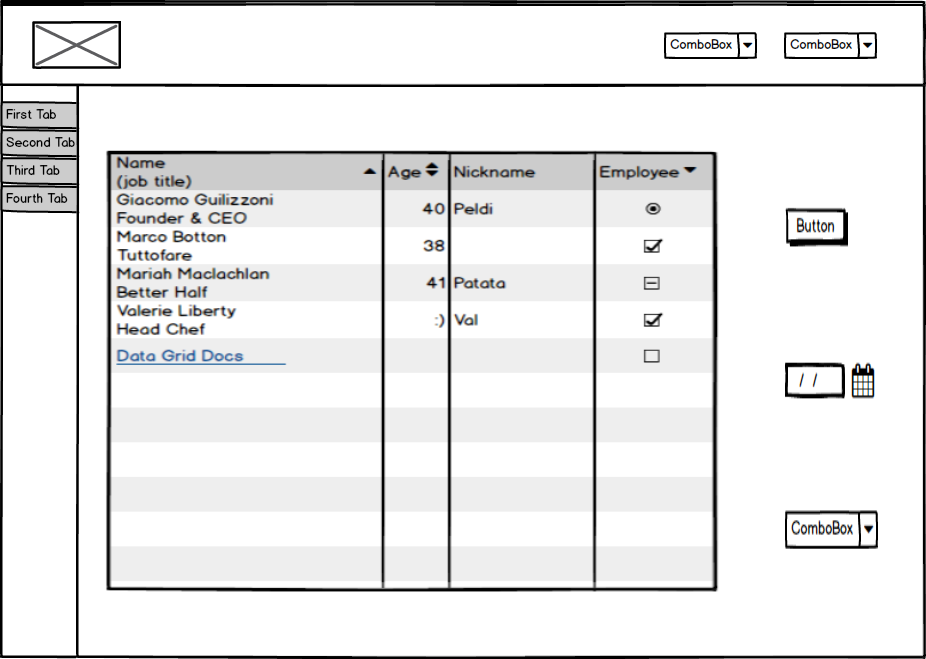 ComboBox ComboBox
First Tab
Second Tab
Third Tab
Fourth Tab
Name
(job title) Age Nickname Employee
Giacomo Guilizzoni
Founder & CEO 40 Peldi
Marco Botton
Tuttofare 38
Mariah Maclachlan
Better Half 41 Patata
Valerie Liberty
Head Chef :) Val
Data Grid Docs
Button
/ /
ComboBox